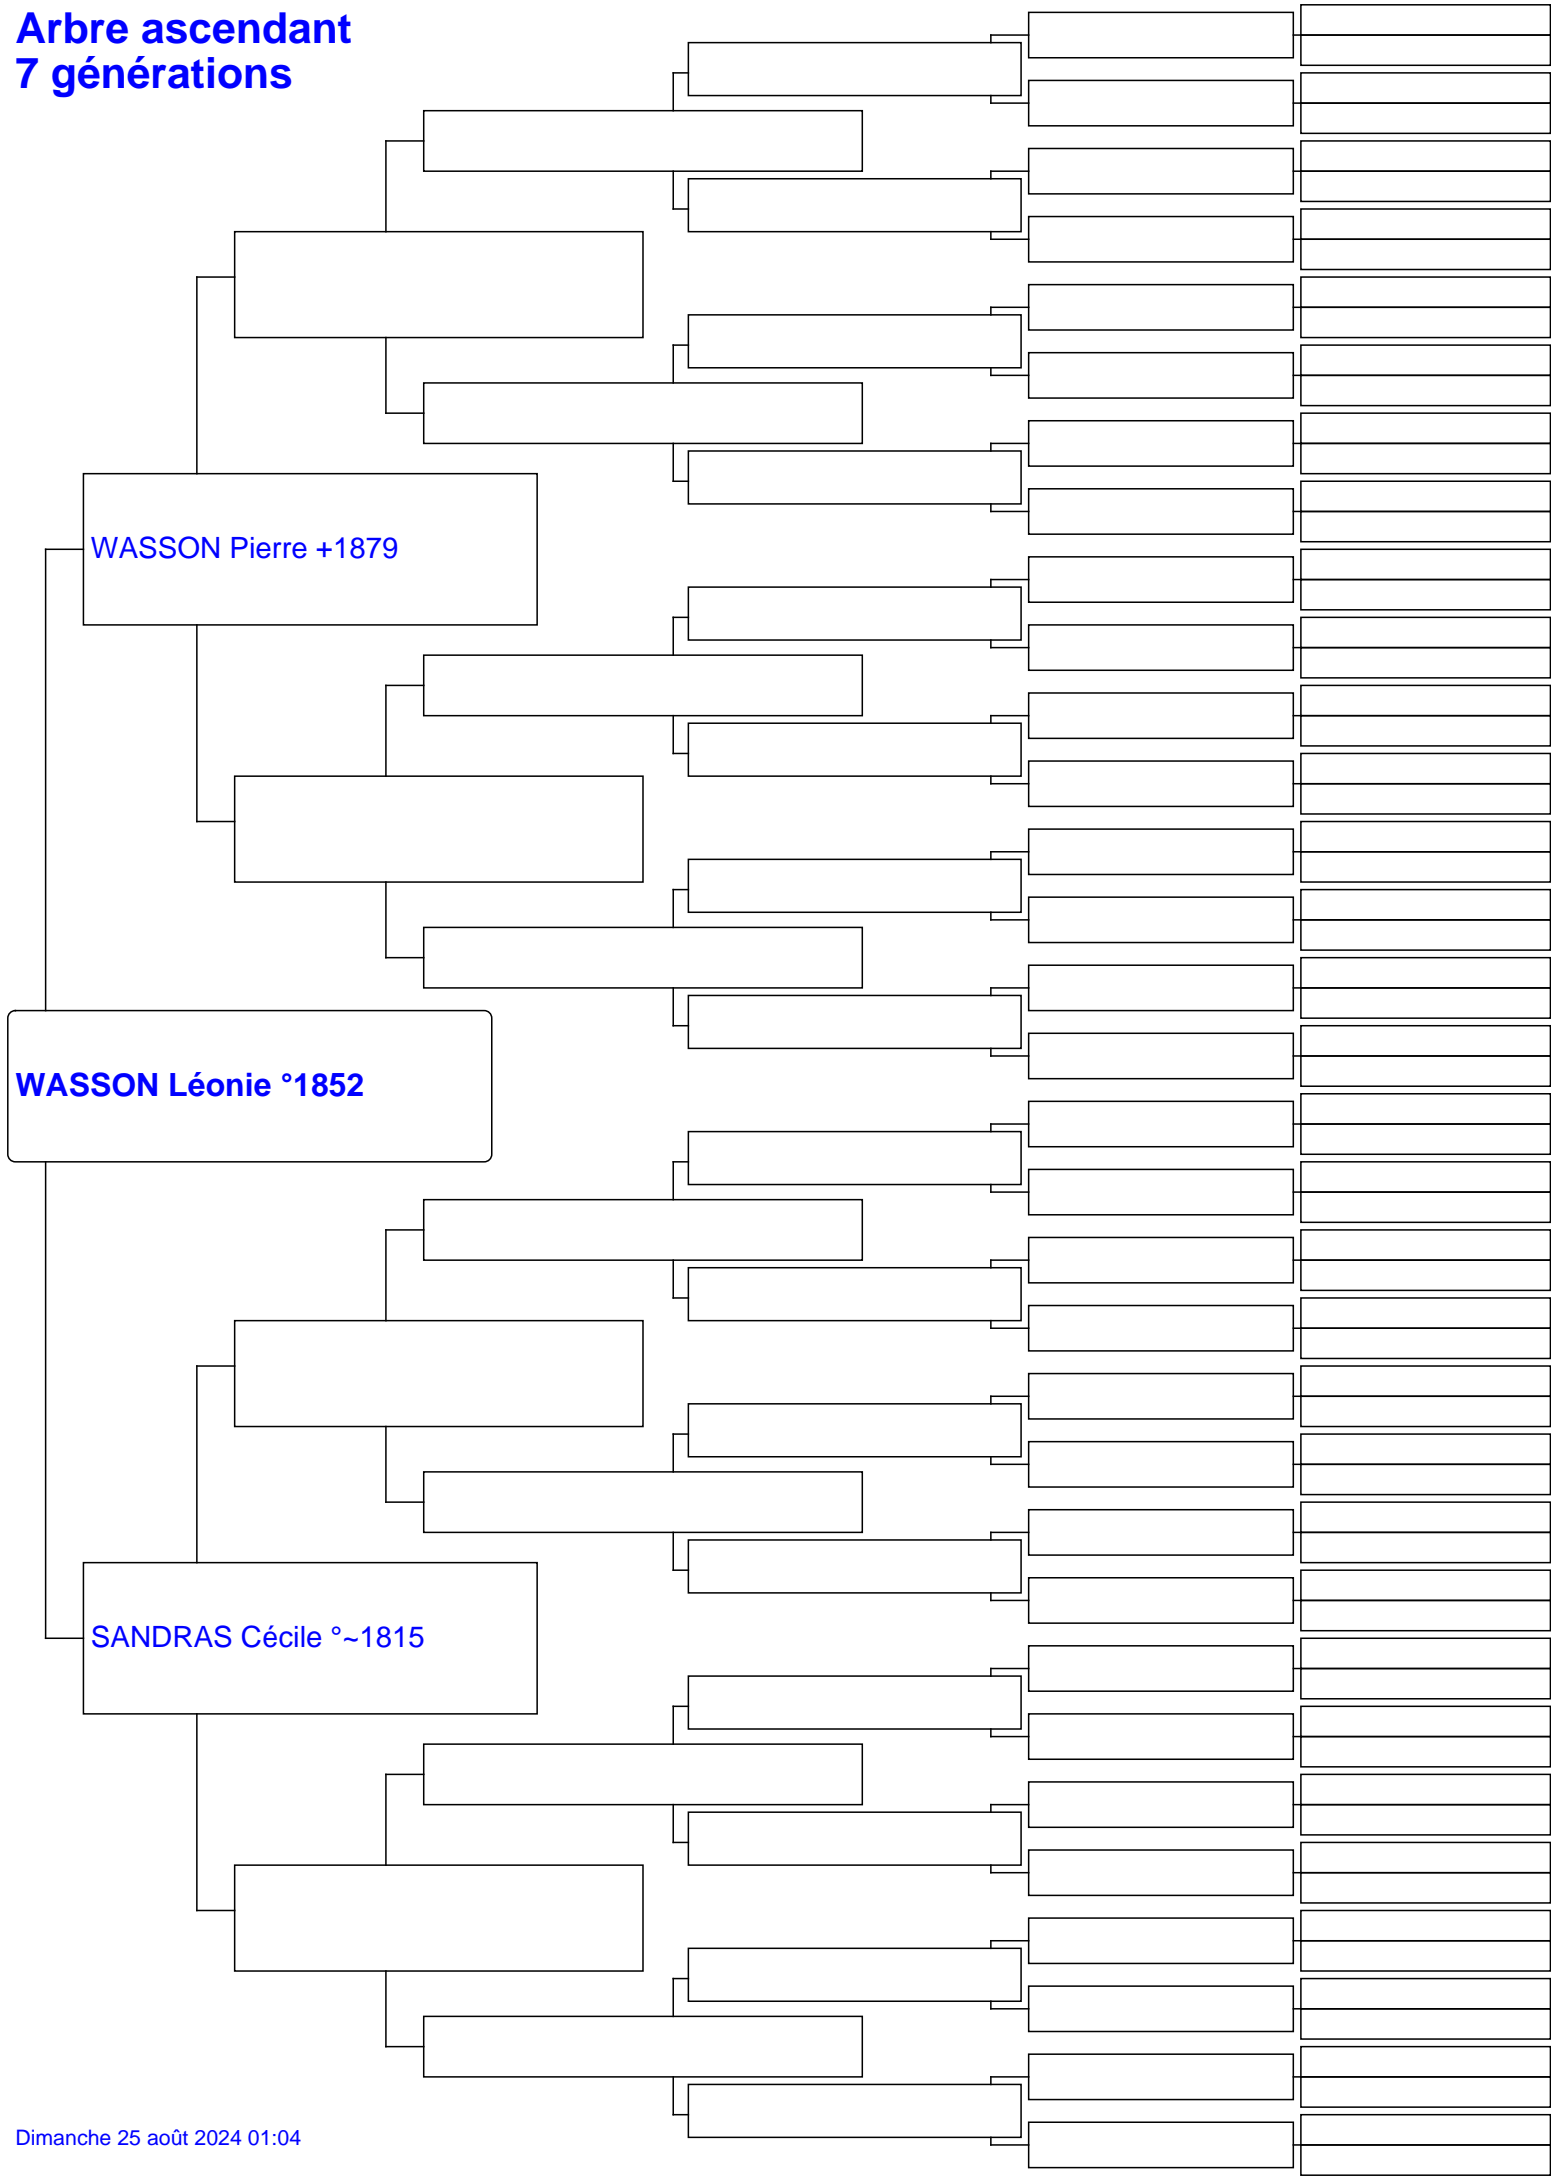 Arbre ascendant
7 générations
WASSON Pierre +1879
WASSON Léonie °1852
SANDRAS Cécile °~1815
Dimanche 25 août 2024 01:04